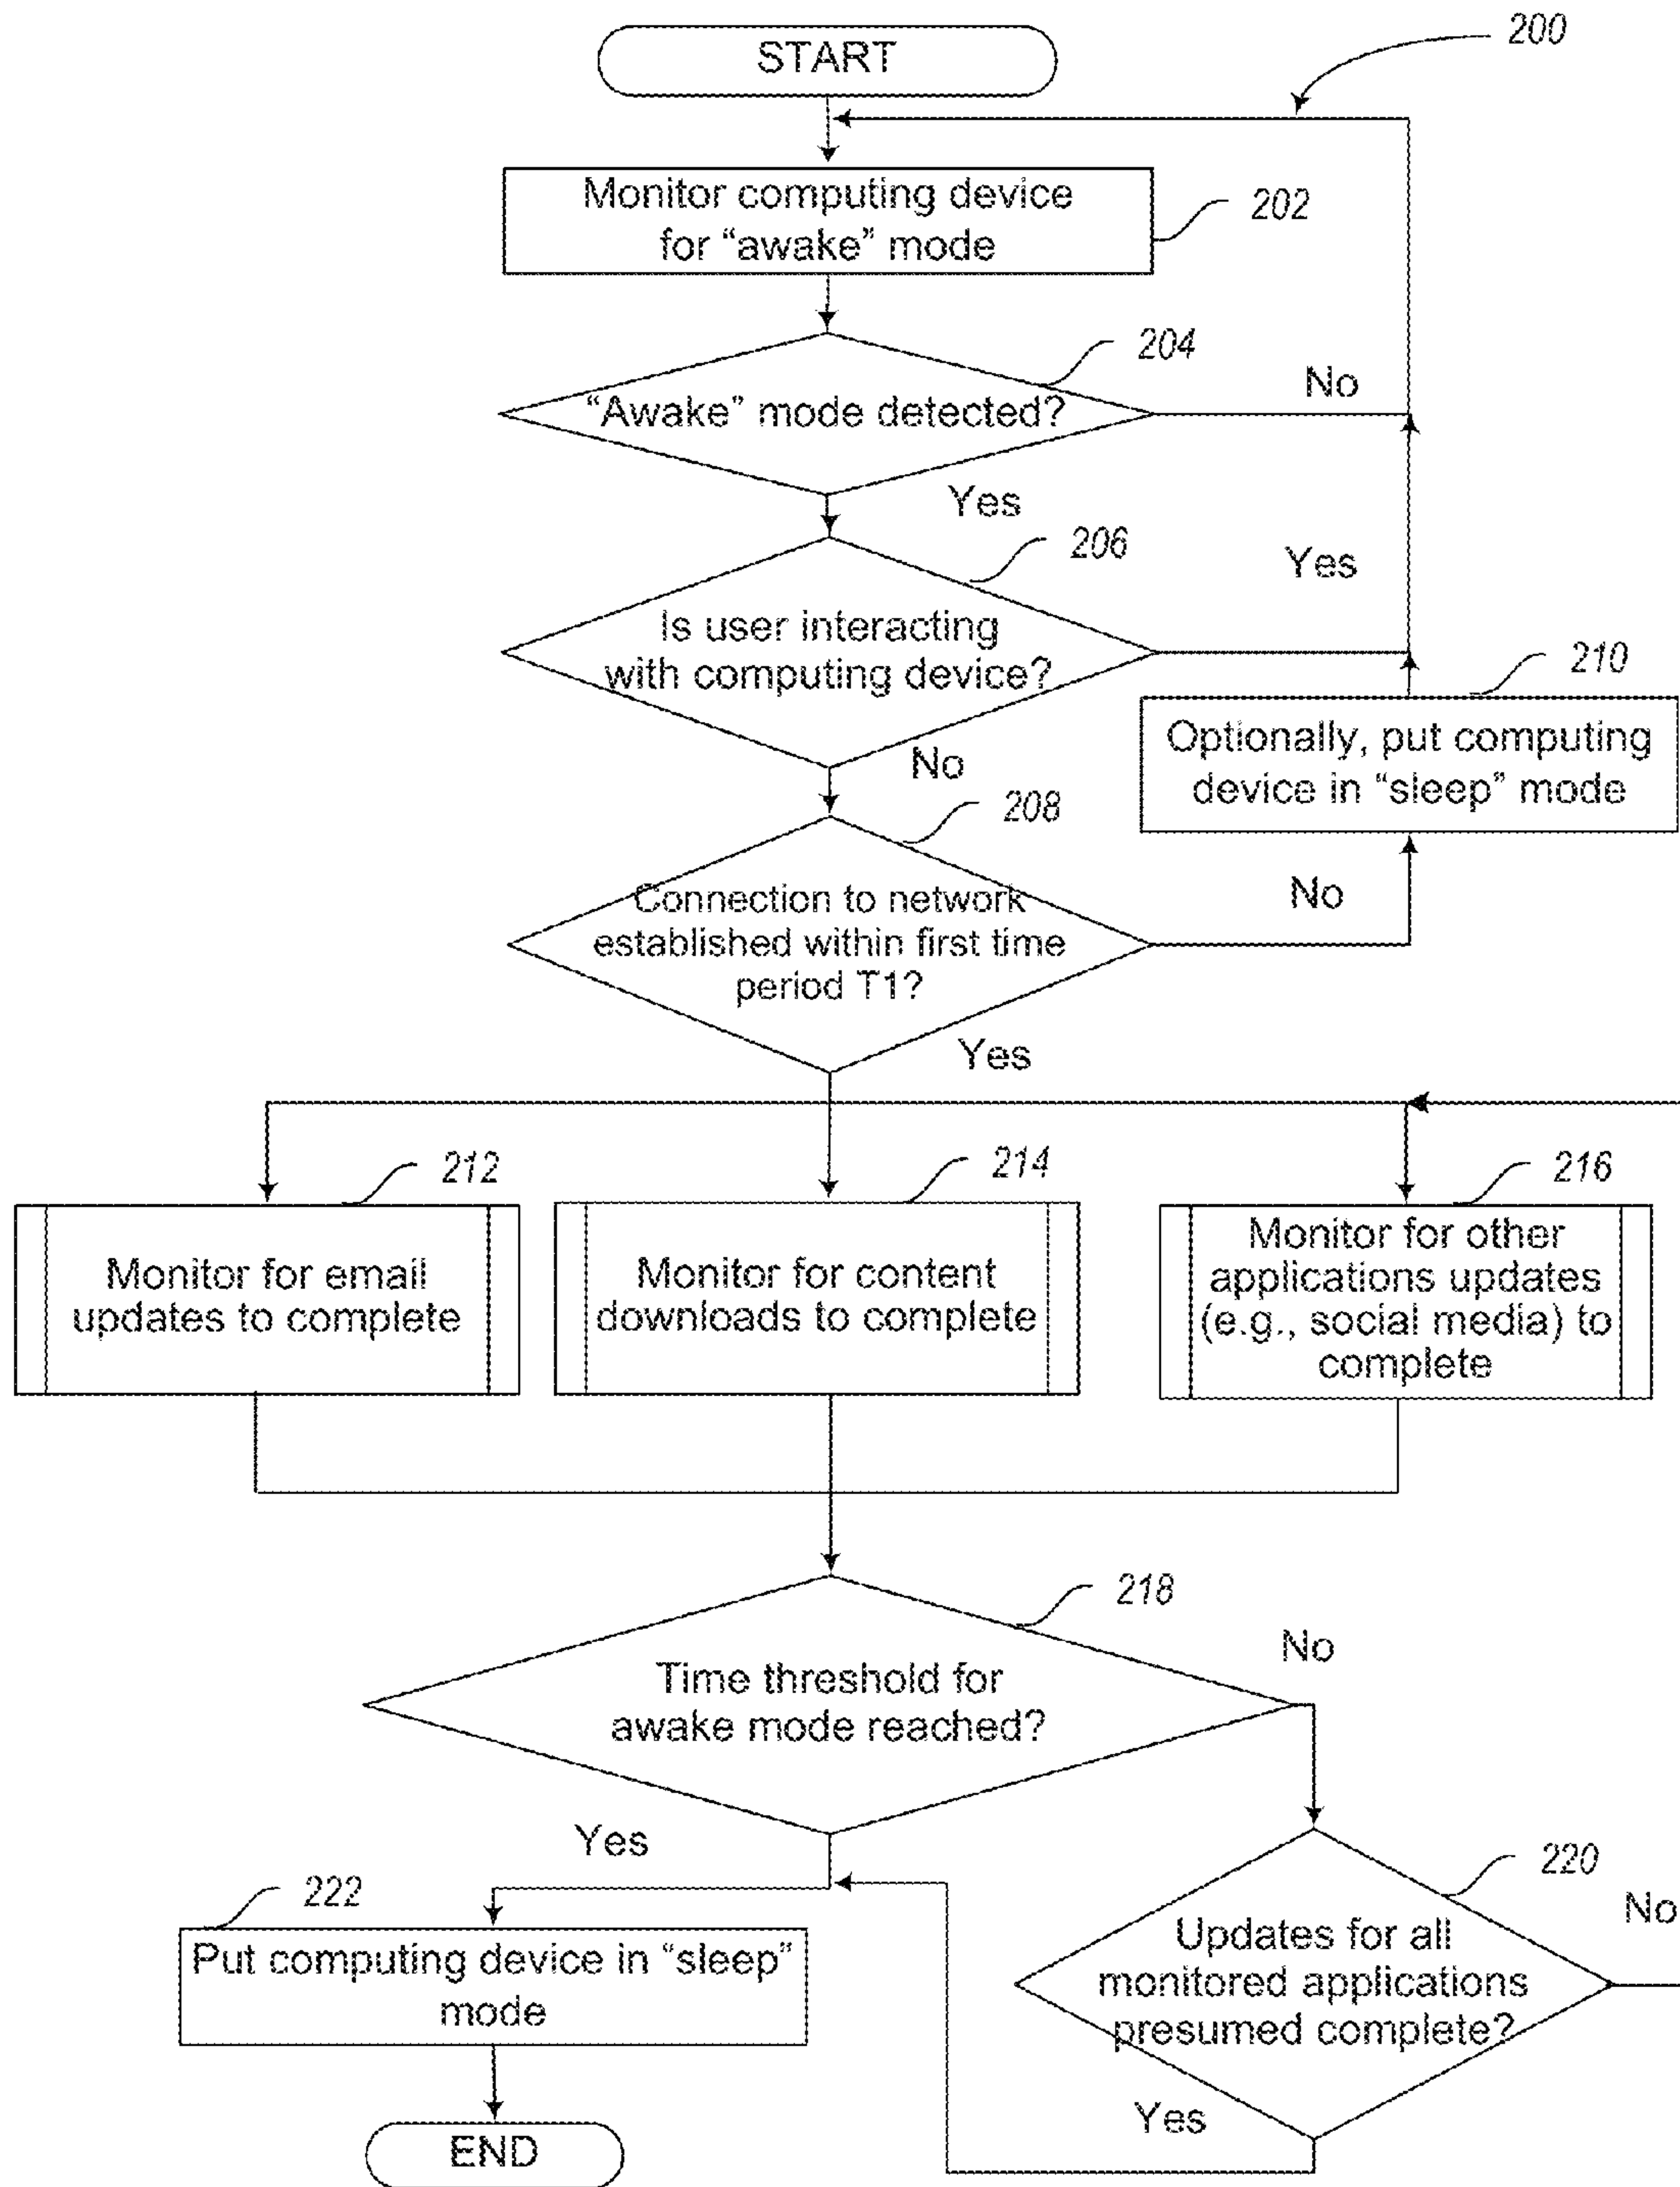 START
200
Monitor computing device
for “awake” mode
202
204
“Awake” mode detected?
No
Yes
206
Is user interacting
with computing device?
Yes
No
210
Optionally, put computing
device in “sleep” mode
208
Connection to network
established within first time
period T1?
No
Yes
212
Monitor for email
updates to complete
214
Monitor for content
downloads to complete
216
Monitor for other
applications updates
(e.g., social media) to
complete
218
Time threshold for
awake mode reached?
No
Yes
220
Updates for all
monitored applications
presumed complete?
No
Yes
222
Put computing device in “sleep”
mode
END